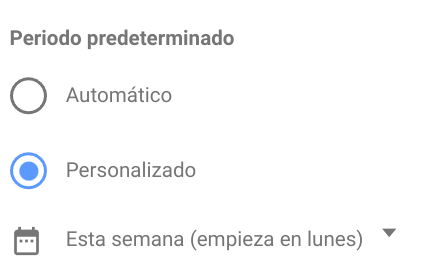 Periodo predeterminado
Automático
Personalizado
Esta semana (empieza en lunes)